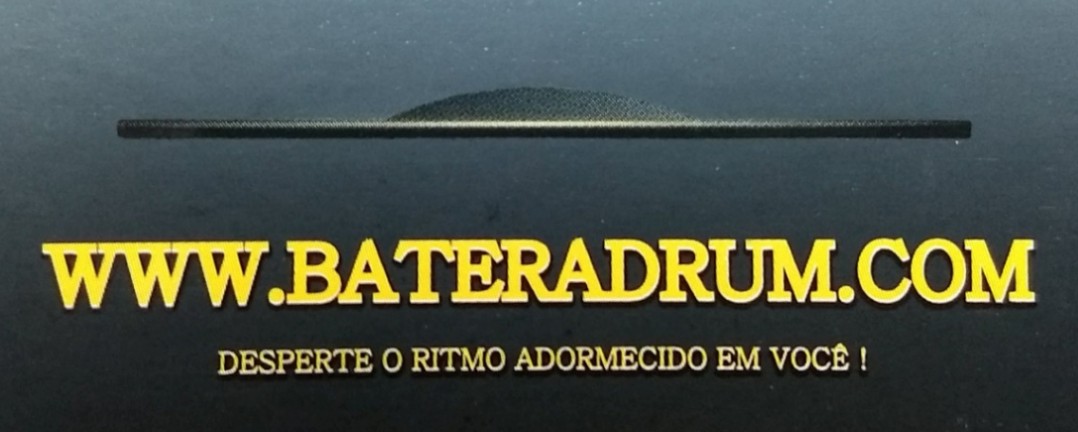 WWW.BATERADRUM.COM
DESPERTE O RITMO ADORMECIDO EM VOCÊ !